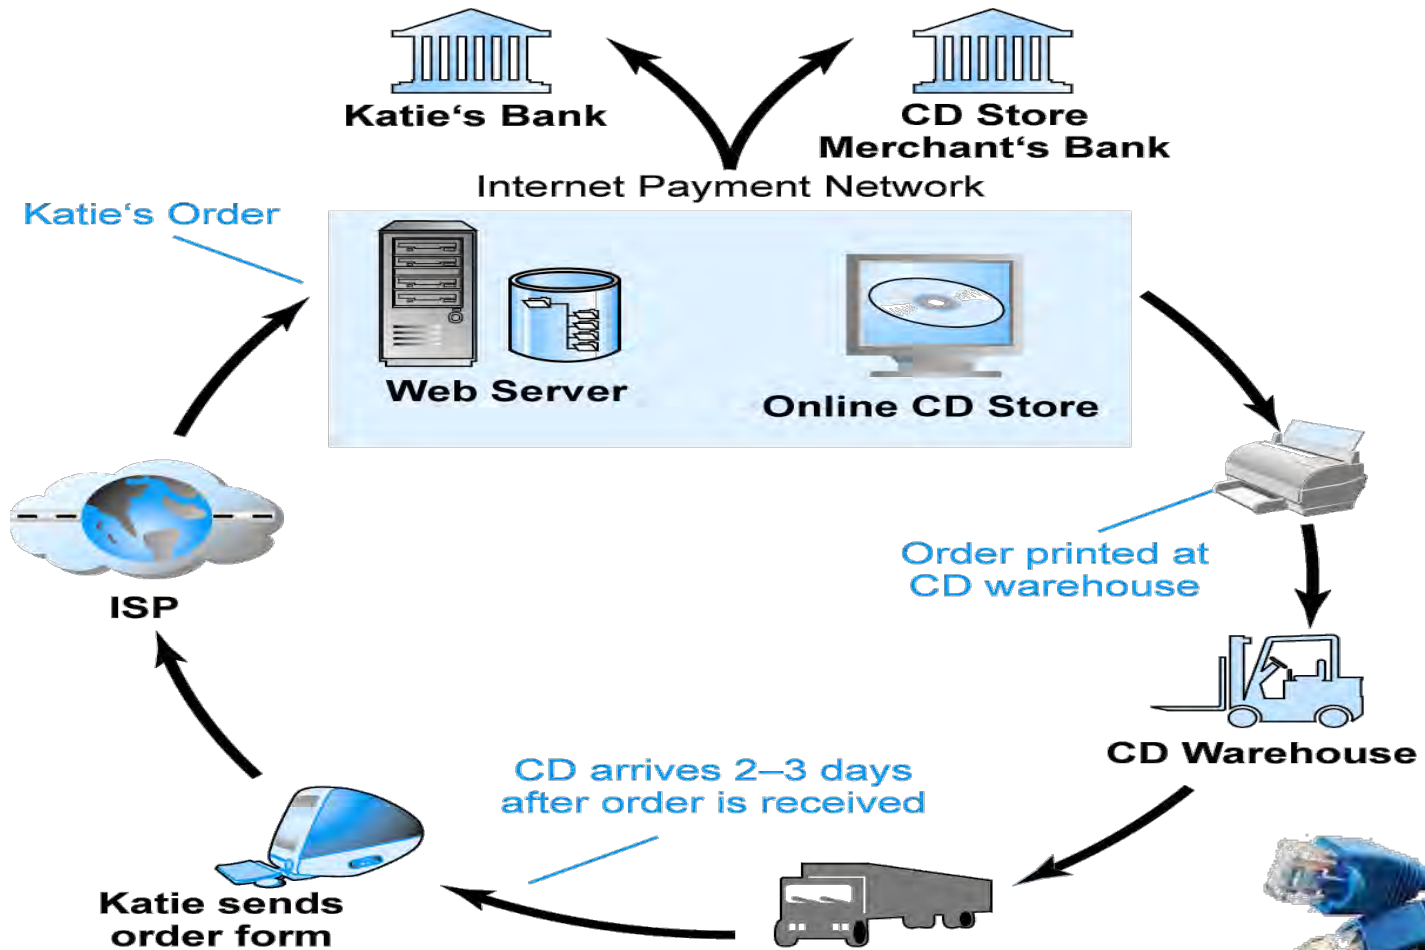 Katie‘s Bank
CD Store
Merchant‘s Bank
Internet Payment Network
Katie‘s Order
Web Server
Online CD Store
ISP
Order printed at
CD warehouse
CD Warehouse
CD arrives 2–3 days
after order is received
Katie sends
order form